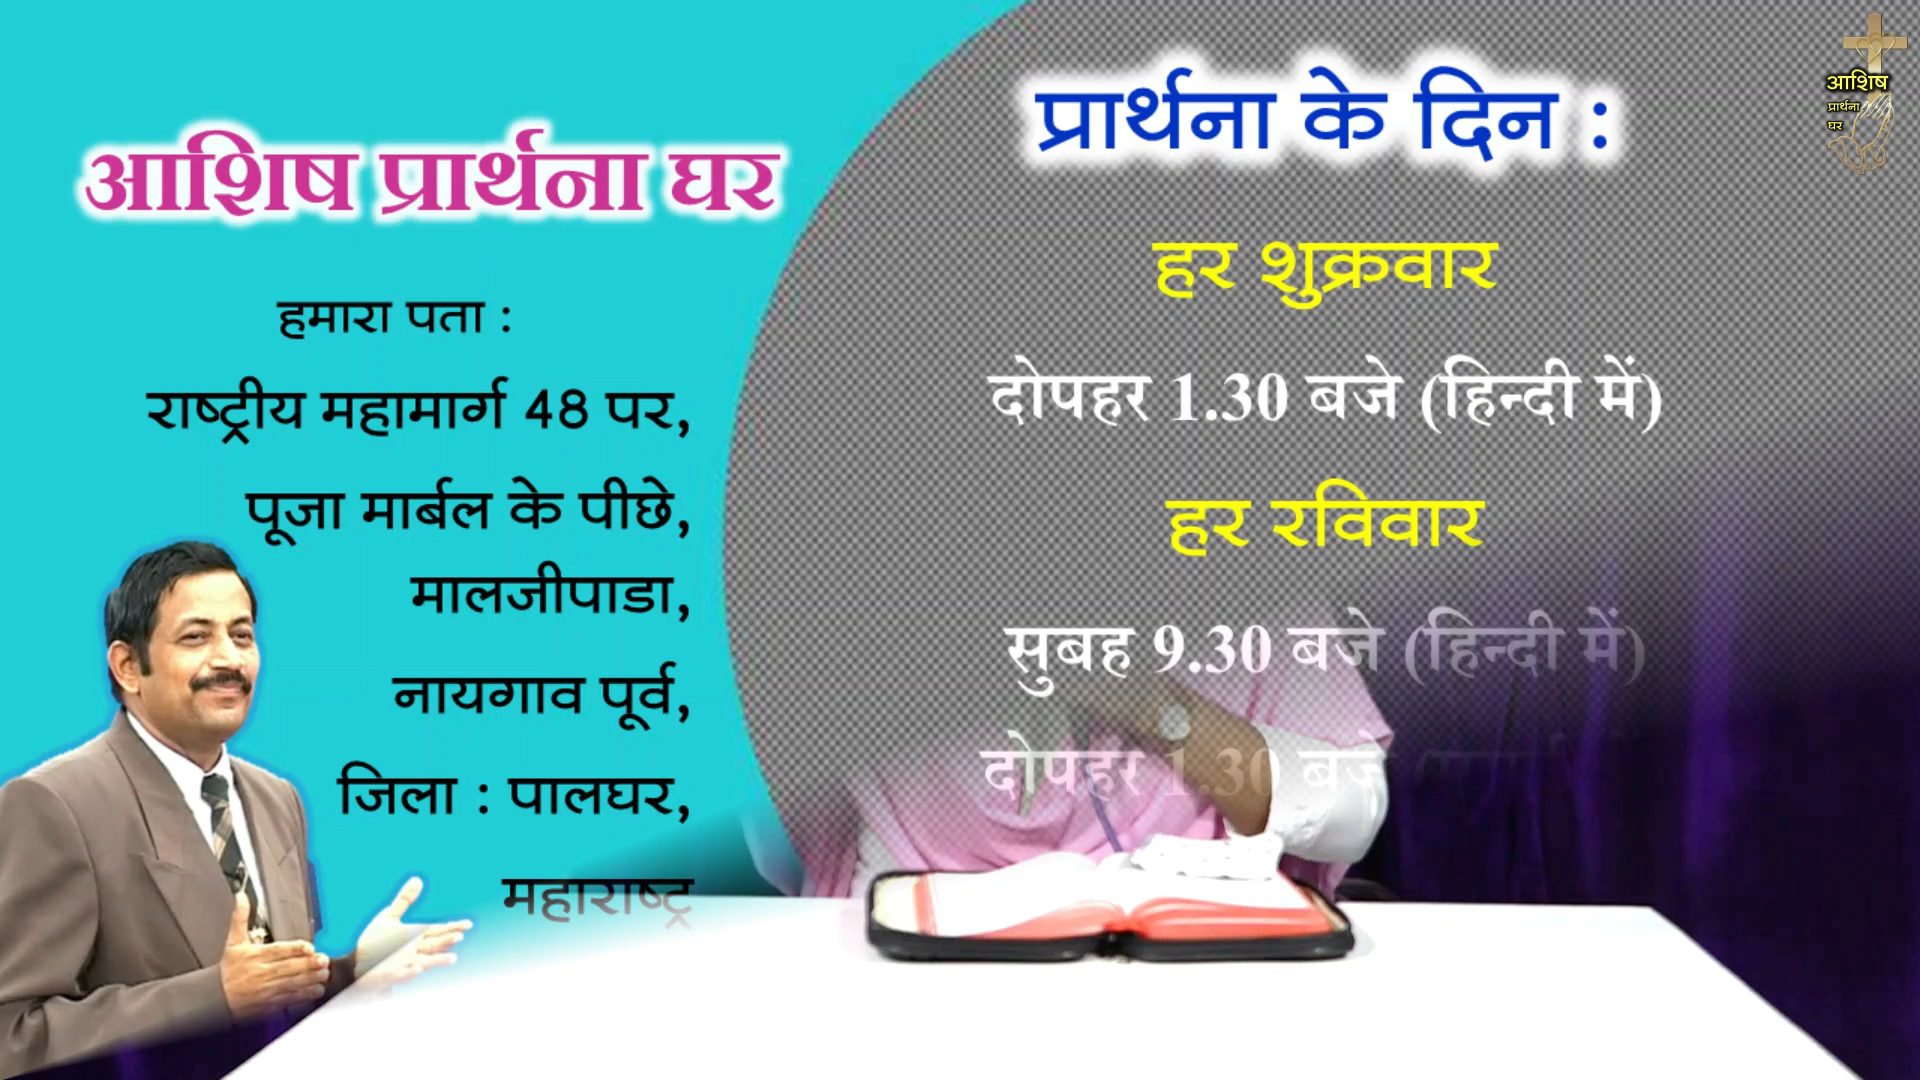 आशिष प्रार्थना घर
हमारा पता :
राष्ट्रीय महामार्ग 48 पर,
पूजा मार्बल के पीछे,
मालजीपाडा,
नायगाव पूर्व,
जिला : पालघर,
महाराष्ट्र
प्रार्थना के दिन :
हर शुक्रवार
दोपहर 1.30 बजे (हिन्दी में)
हर रविवार
सुबह 9.30 बजे (हिन्दी में)
दोपहर 1.30 बजे
आशिष
प्रार्थना
घर